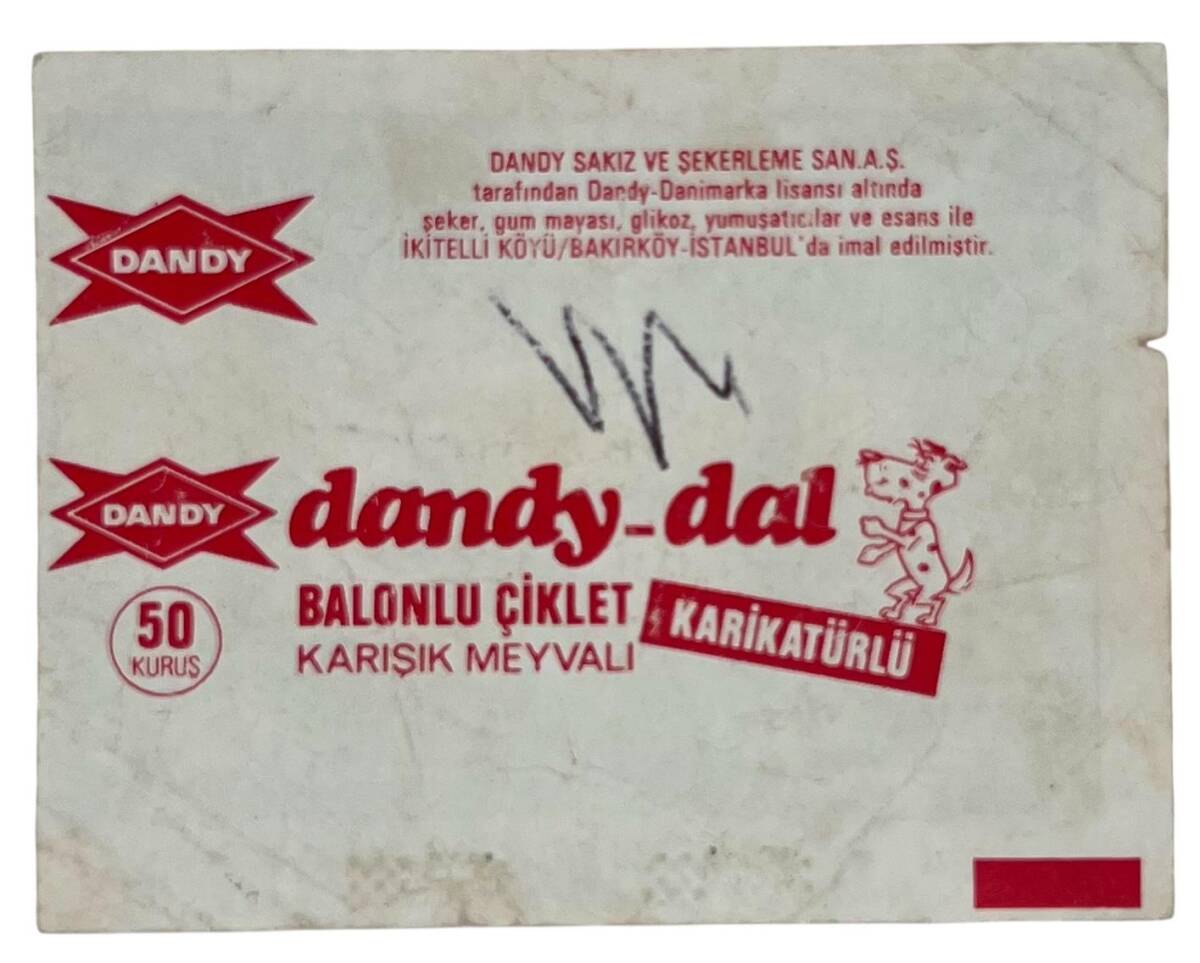 DANDY SAKIZ VE ŞEKERLEME SAN.A.Ş.
tarafından Dandy-Danimarka lisansı altında
şeker, gum mayası, glikoz, yumuşatıcılar ve esans ile
İKİTELLİ KÖYÜ/BAKIRKÖY-İSTANBUL'da imal edilmiştir.
DANDY
DANDY
dandy-dal
50
KURUŞ
BALONLU ÇİKLET
KARIŞIK MEYVALI
KARİKATÜRLÜ